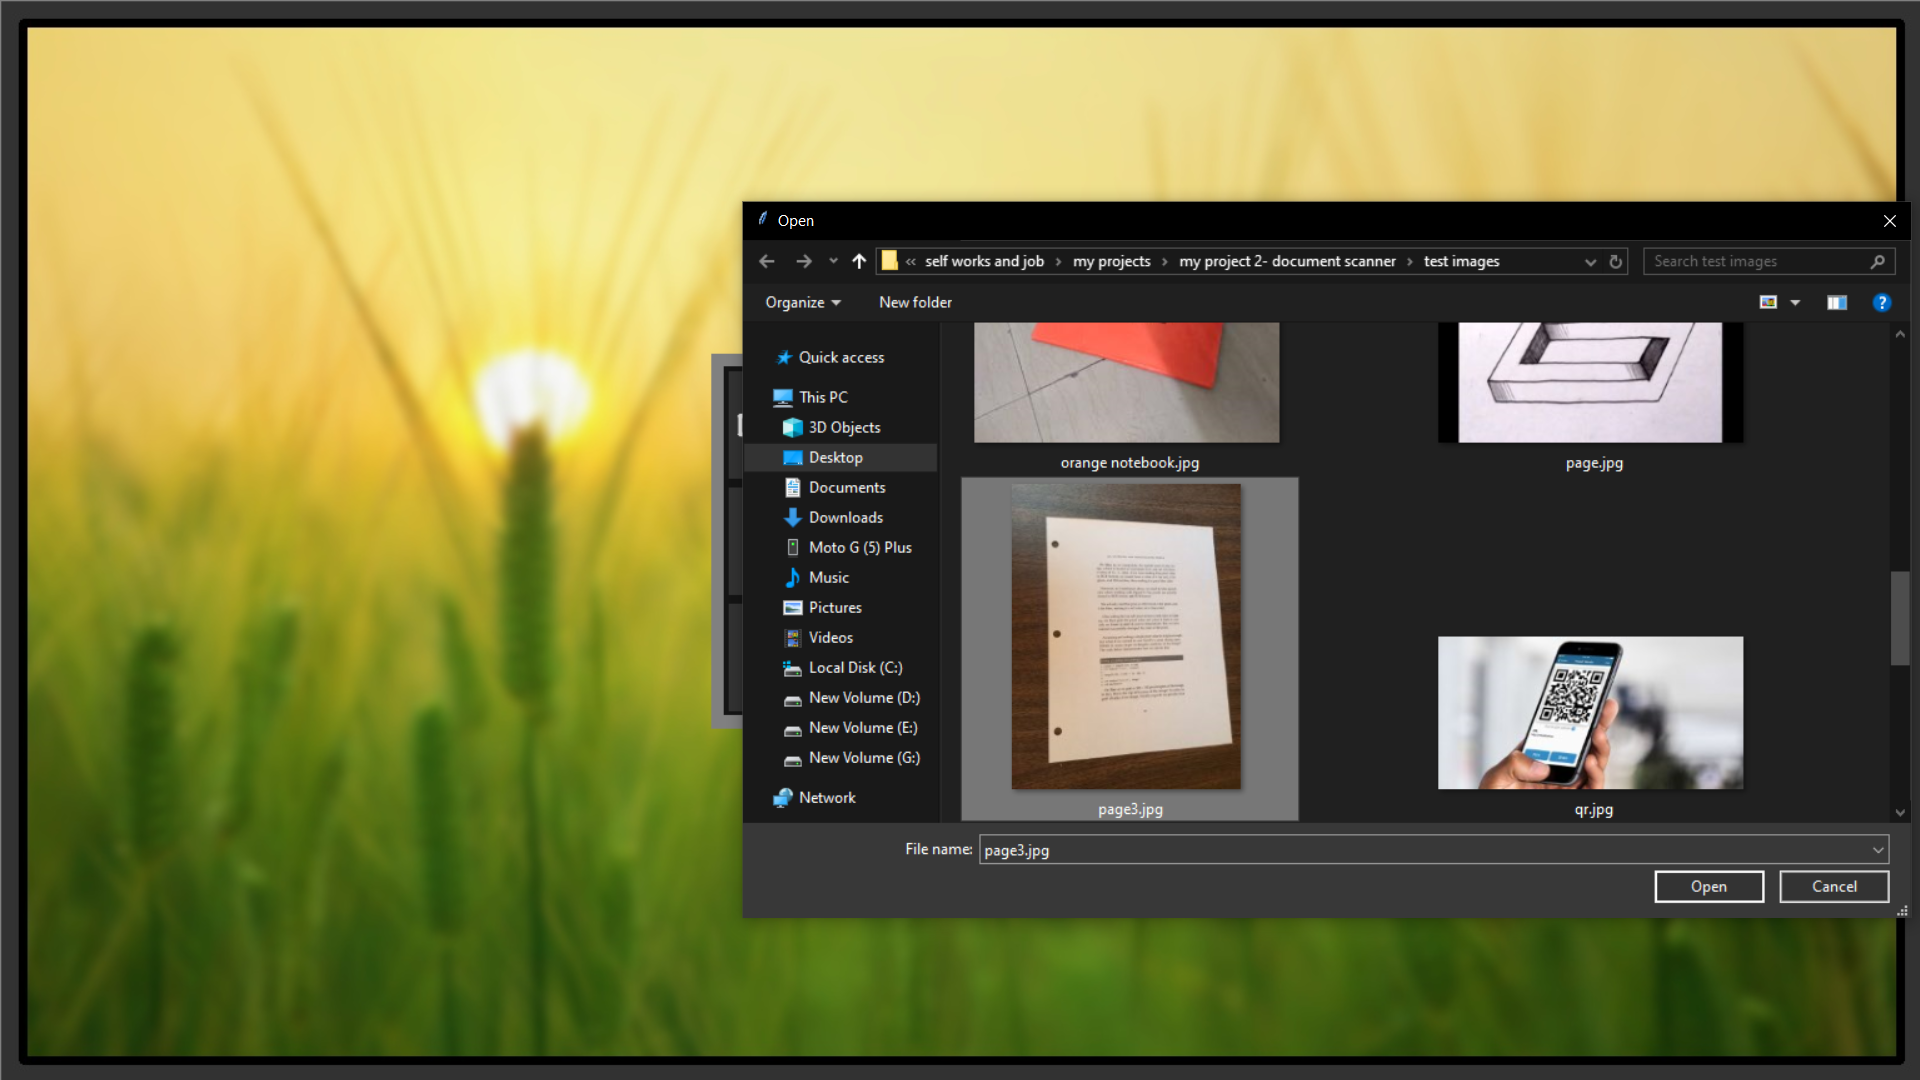 Open
« self works and job › my projects › my project 2- document scanner › test images
Search test images
Organize
New folder
?
Quick access
This PC
3D Objects
Desktop
Documents
Downloads
Moto G (5) Plus
Music
Pictures
Videos
Local Disk (C:)
New Volume (D:)
New Volume (E:)
New Volume (G:)
Network
orange notebook.jpg
page.jpg
page3.jpg
qr.jpg
File name: page3.jpg
Open
Cancel